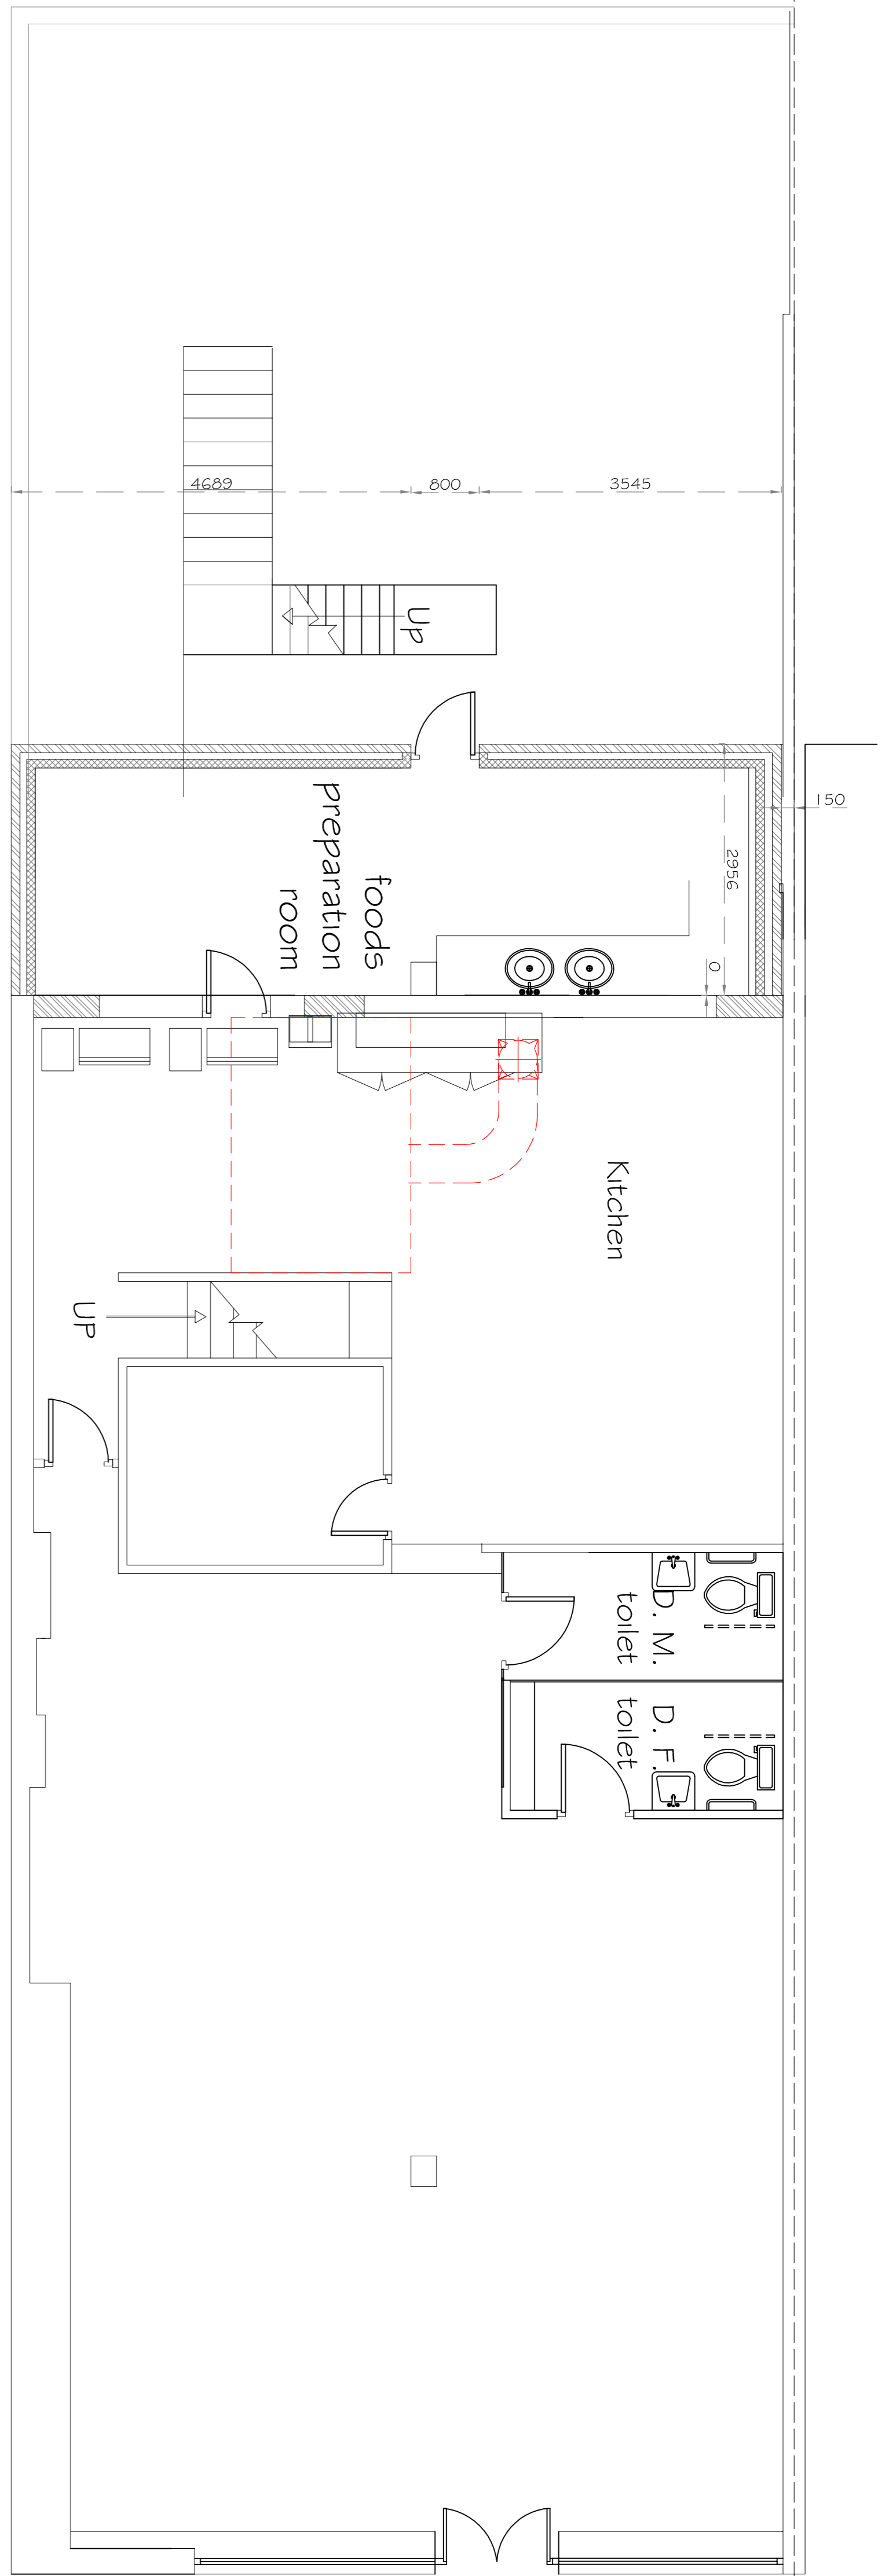 4689
800
3545
Up
150
2956
0
foods
preparation
room
Kitchen
UP
D. M.
toilet
D. F.
toilet